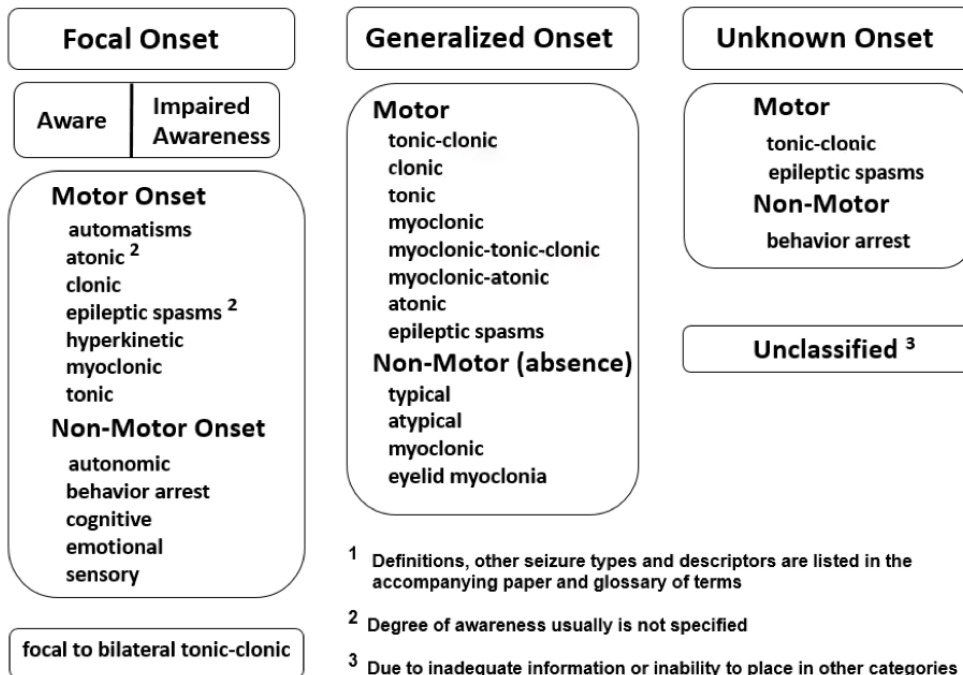 Focal Onset
Aware
Impaired
Awareness
Motor Onset
automatisms
atonic 2
clonic
epileptic spasms 2
hyperkinetic
myoclonic
tonic
Non-Motor Onset
autonomic
behavior arrest
cognitive
emotional
sensory
focal to bilateral tonic-clonic
Generalized Onset
Motor
tonic-clonic
clonic
tonic
myoclonic
myoclonic-tonic-clonic
myoclonic-atonic
atonic
epileptic spasms
Non-Motor (absence)
typical
atypical
myoclonic
eyelid myoclonia
Unknown Onset
Motor
tonic-clonic
epileptic spasms
Non-Motor
behavior arrest
Unclassified 3
1 Definitions, other seizure types and descriptors are listed in the
accompanying paper and glossary of terms
2 Degree of awareness usually is not specified
3 Due to inadequate information or inability to place in other categories